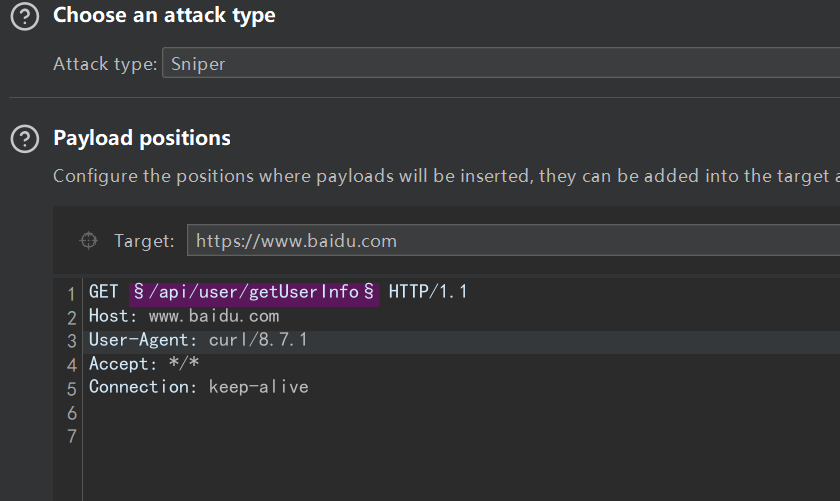 Choose an attack type
Attack type: Sniper
Payload positions
Configure the positions where payloads will be inserted, they can be added into the target a
Target: https://www.baidu.com
1 GET §/api/user/getUserInfo§ HTTP/1.1
2 Host: www.baidu.com
3 User-Agent: curl/8.7.1
4 Accept: */*
5 Connection: keep-alive
6
7